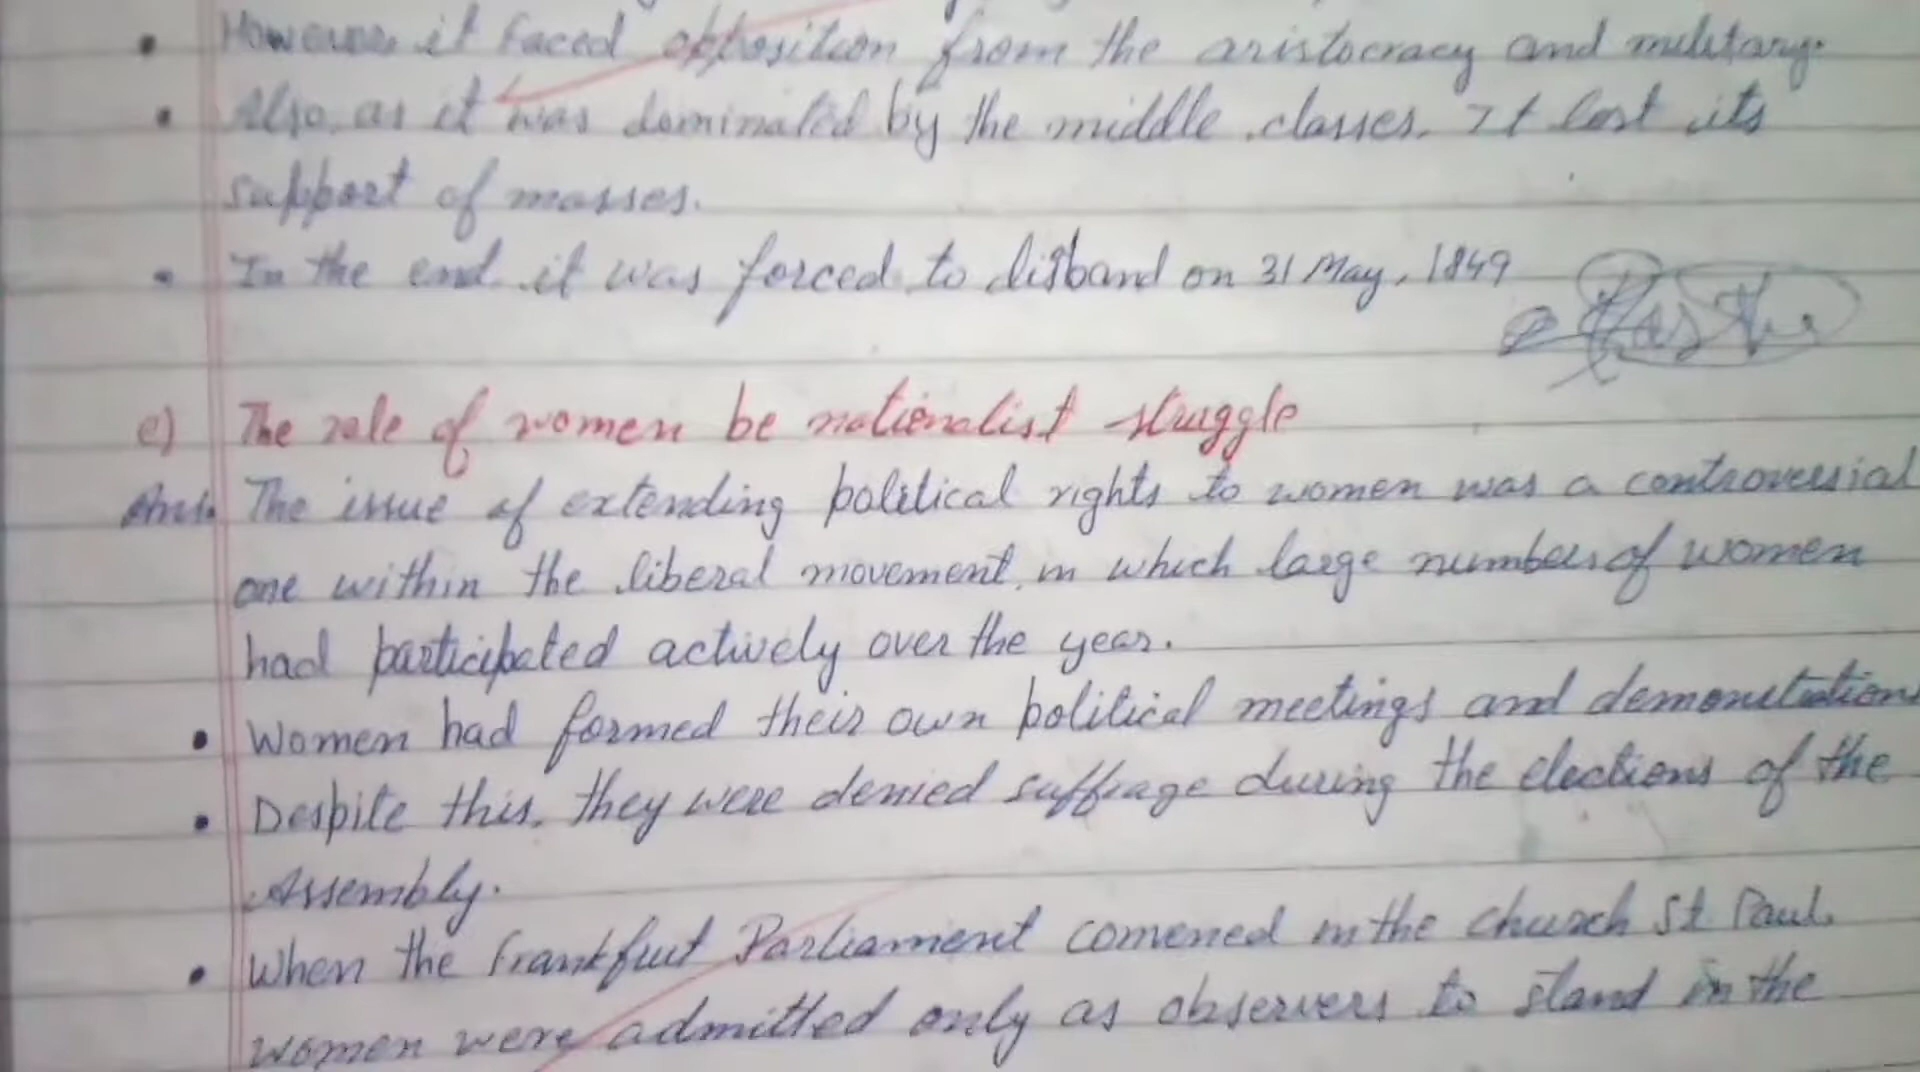 • However it faced opposition from the aristocracy and military.
• Also, as it was dominated by the middle classes. It lost its
support of masses.
• In the end it was forced to disband on 31 May, 1849
e) The role of women be nationalist struggle
Ans. The issue of extending political rights to women was a controversial
one within the liberal movement, in which large numbers of women
had participated actively over the year.
• Women had formed their own political meetings and demonstrations
• Despite this, they were denied suffrage during the elections of the
Assembly.
• When the Frankfurt Parliament comened in the church St Paul.
women were admitted only as observers to stand in the